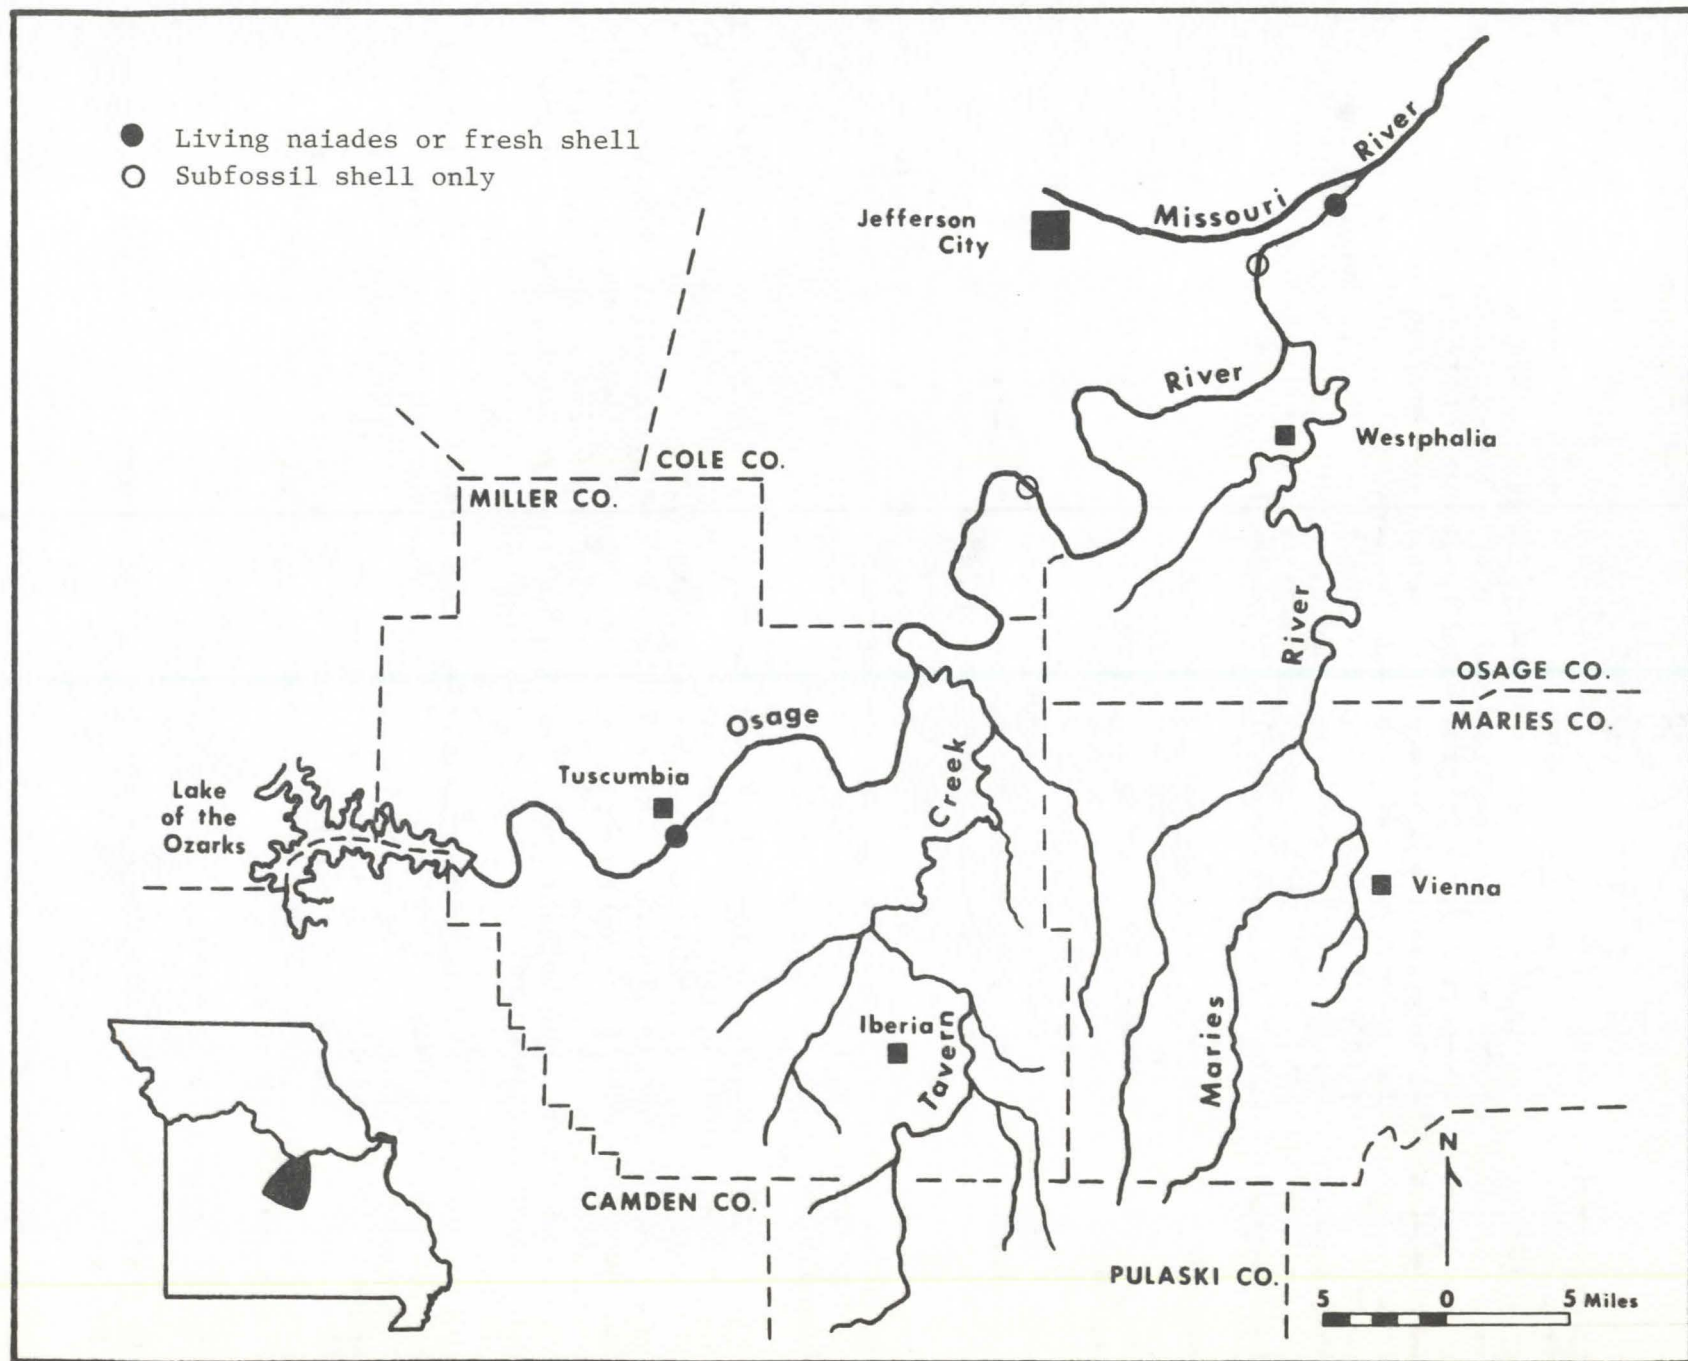 Living naiades or fresh shell
Subfossil shell only
Missouri River
Jefferson
City
River
Westphalia
COLE CO.
MILLER CO.
River
OSAGE CO.
MARIES CO.
Osage
Creek
Tuscumbia
Lake
of the
Ozarks
Vienna
Iberia
Tavern
Maries
N
CAMDEN CO.
PULASKI CO.
5 0 5 Miles